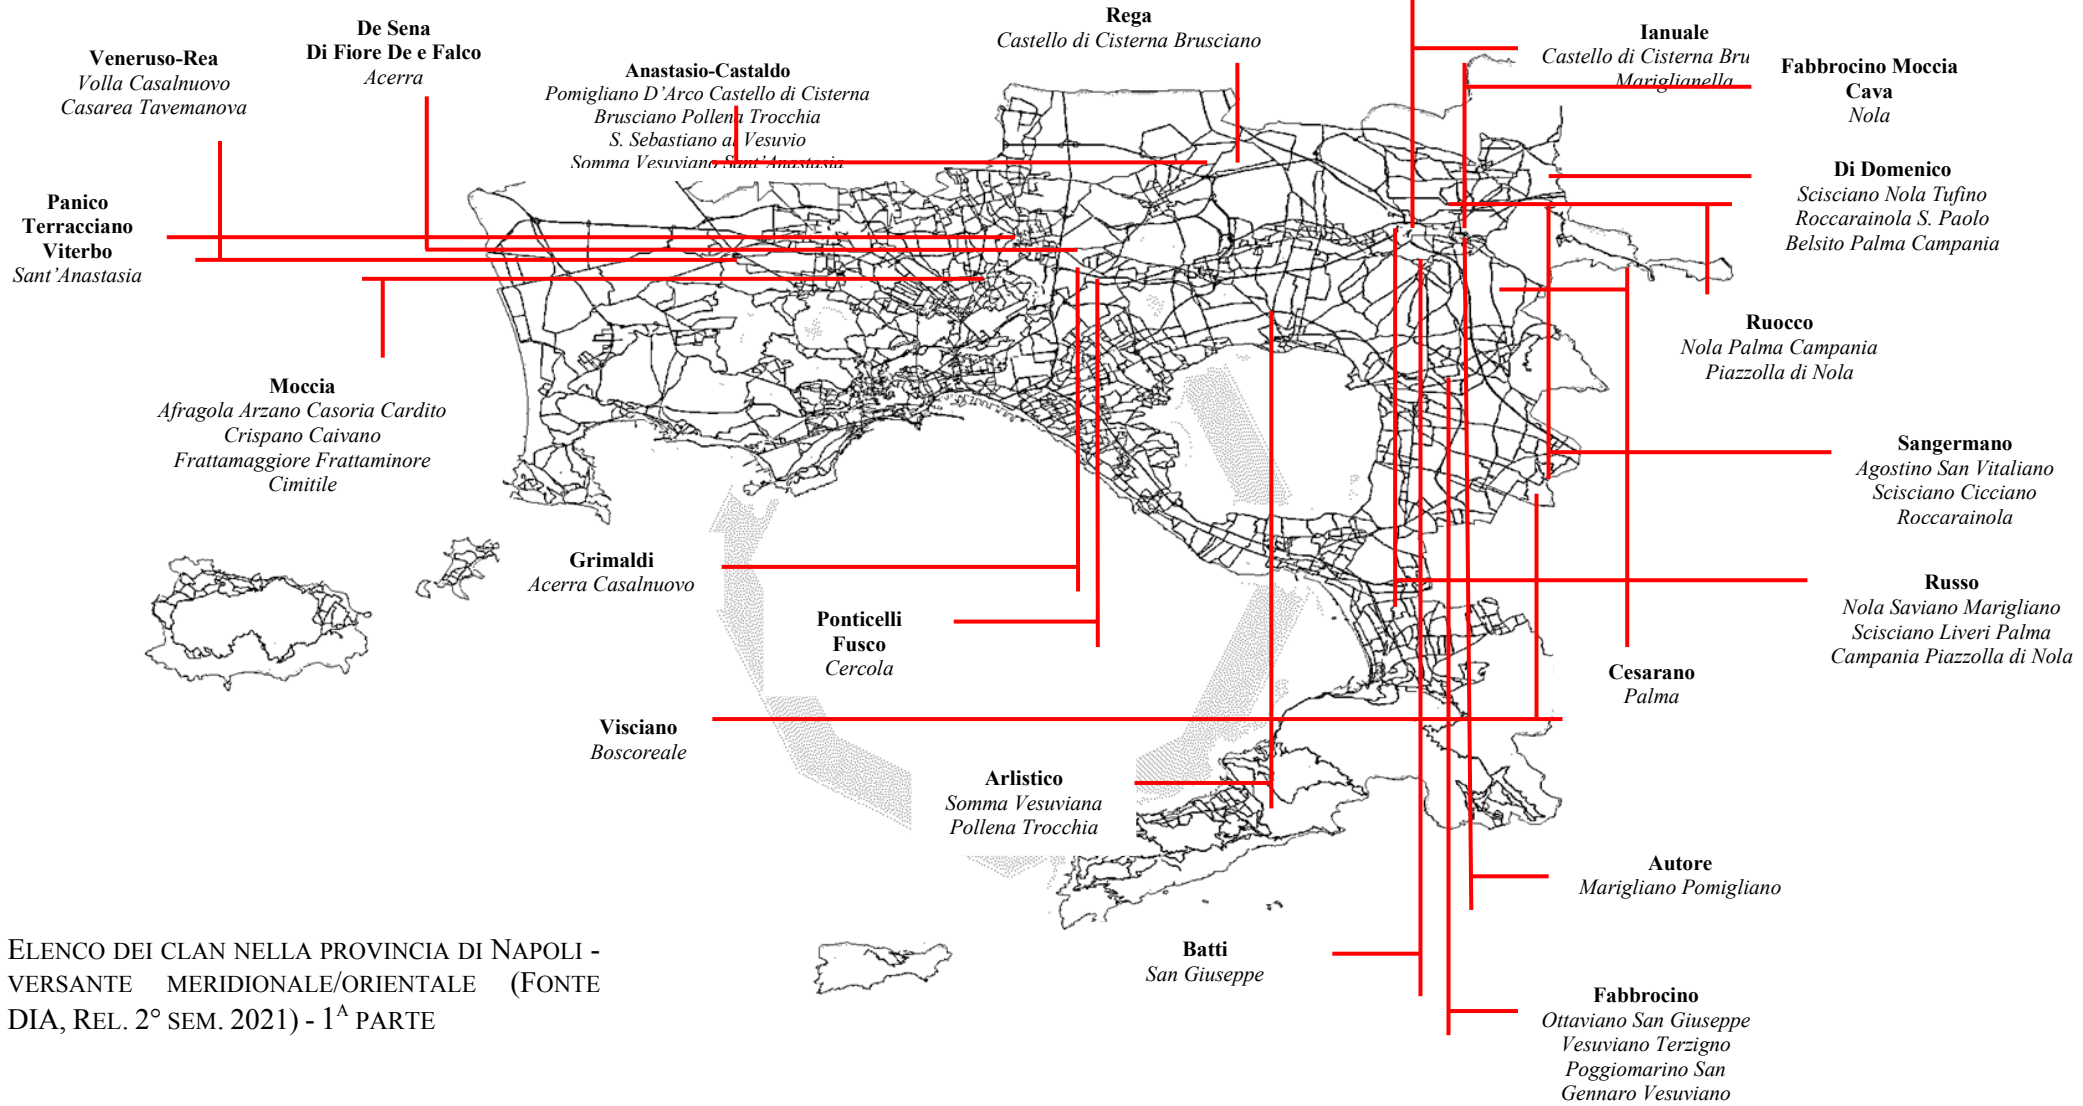 Rega
Castello di Cisterna Brusciano
De Sena
Di Fiore De e Falco
Acerra
Veneruso-Rea
Volla Casalnuovo
Casarea Tavemanova
Anastasio-Castaldo
Pomigliano D’Arco Castello di Cisterna
Brusciano Pollena Trocchia
S. Sebastiano al Vesuvio
Somma Vesuviano Sant’Anastasia
Ianuale
Castello di Cisterna Bru
Mariglianella
Fabbrocino Moccia
Cava
Nola
Di Domenico
Scisciano Nola Tufino
Roccarainola S. Paolo
Belsito Palma Campania
Panico
Terracciano
Viterbo
Sant’Anastasia
Ruocco
Nola Palma Campania
Piazzolla di Nola
Moccia
Afragola Arzano Casoria Cardito
Crispano Caivano
Frattamaggiore Frattaminore
Cimitile
Sangermano
Agostino San Vitaliano
Scisciano Cicciano
Roccarainola
Grimaldi
Acerra Casalnuovo
Russo
Nola Saviano Marigliano
Scisciano Liveri Palma
Campania Piazzolla di Nola
Ponticelli
Fusco
Cercola
Cesarano
Palma
Visciano
Boscoreale
Arlistico
Somma Vesuviana
Pollena Trocchia
Autore
Marigliano Pomigliano
Batti
San Giuseppe
Fabbrocino
Ottaviano San Giuseppe
Vesuviano Terzigno
Poggiomarino San
Gennaro Vesuviano
ELENCO DEI CLAN NELLA PROVINCIA DI NAPOLI -
VERSANTE MERIDIONALE/ORIENTALE (FONTE
DIA, REL. 2° SEM. 2021) - 1A PARTE